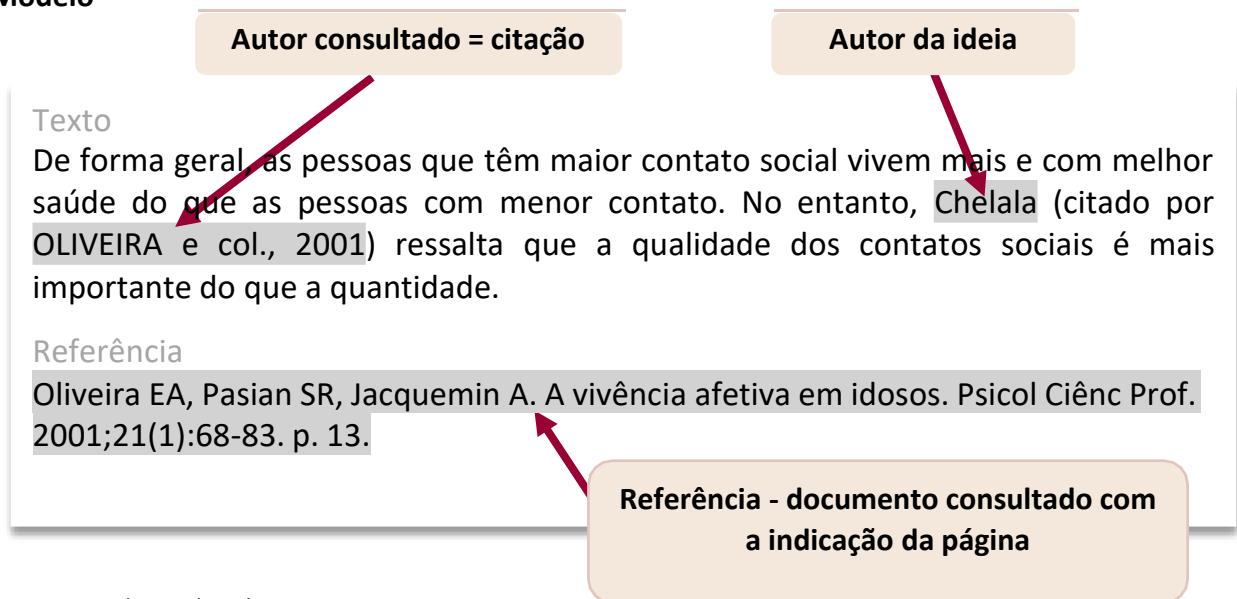 Modelo
Autor consultado = citação
Autor da ideia
Texto
De forma geral, as pessoas que têm maior contato social vivem mais e com melhor
saúde do que as pessoas com menor contato. No entanto, Chelala (citado por
OLIVEIRA e col., 2001) ressalta que a qualidade dos contatos sociais é mais
importante do que a quantidade.
Referência
Oliveira EA, Pasian SR, Jacquemin A. A vivência afetiva em idosos. Psicol Ciênc Prof.
2001;21(1):68-83. p. 13.
Referência - documento consultado com
a indicação da página